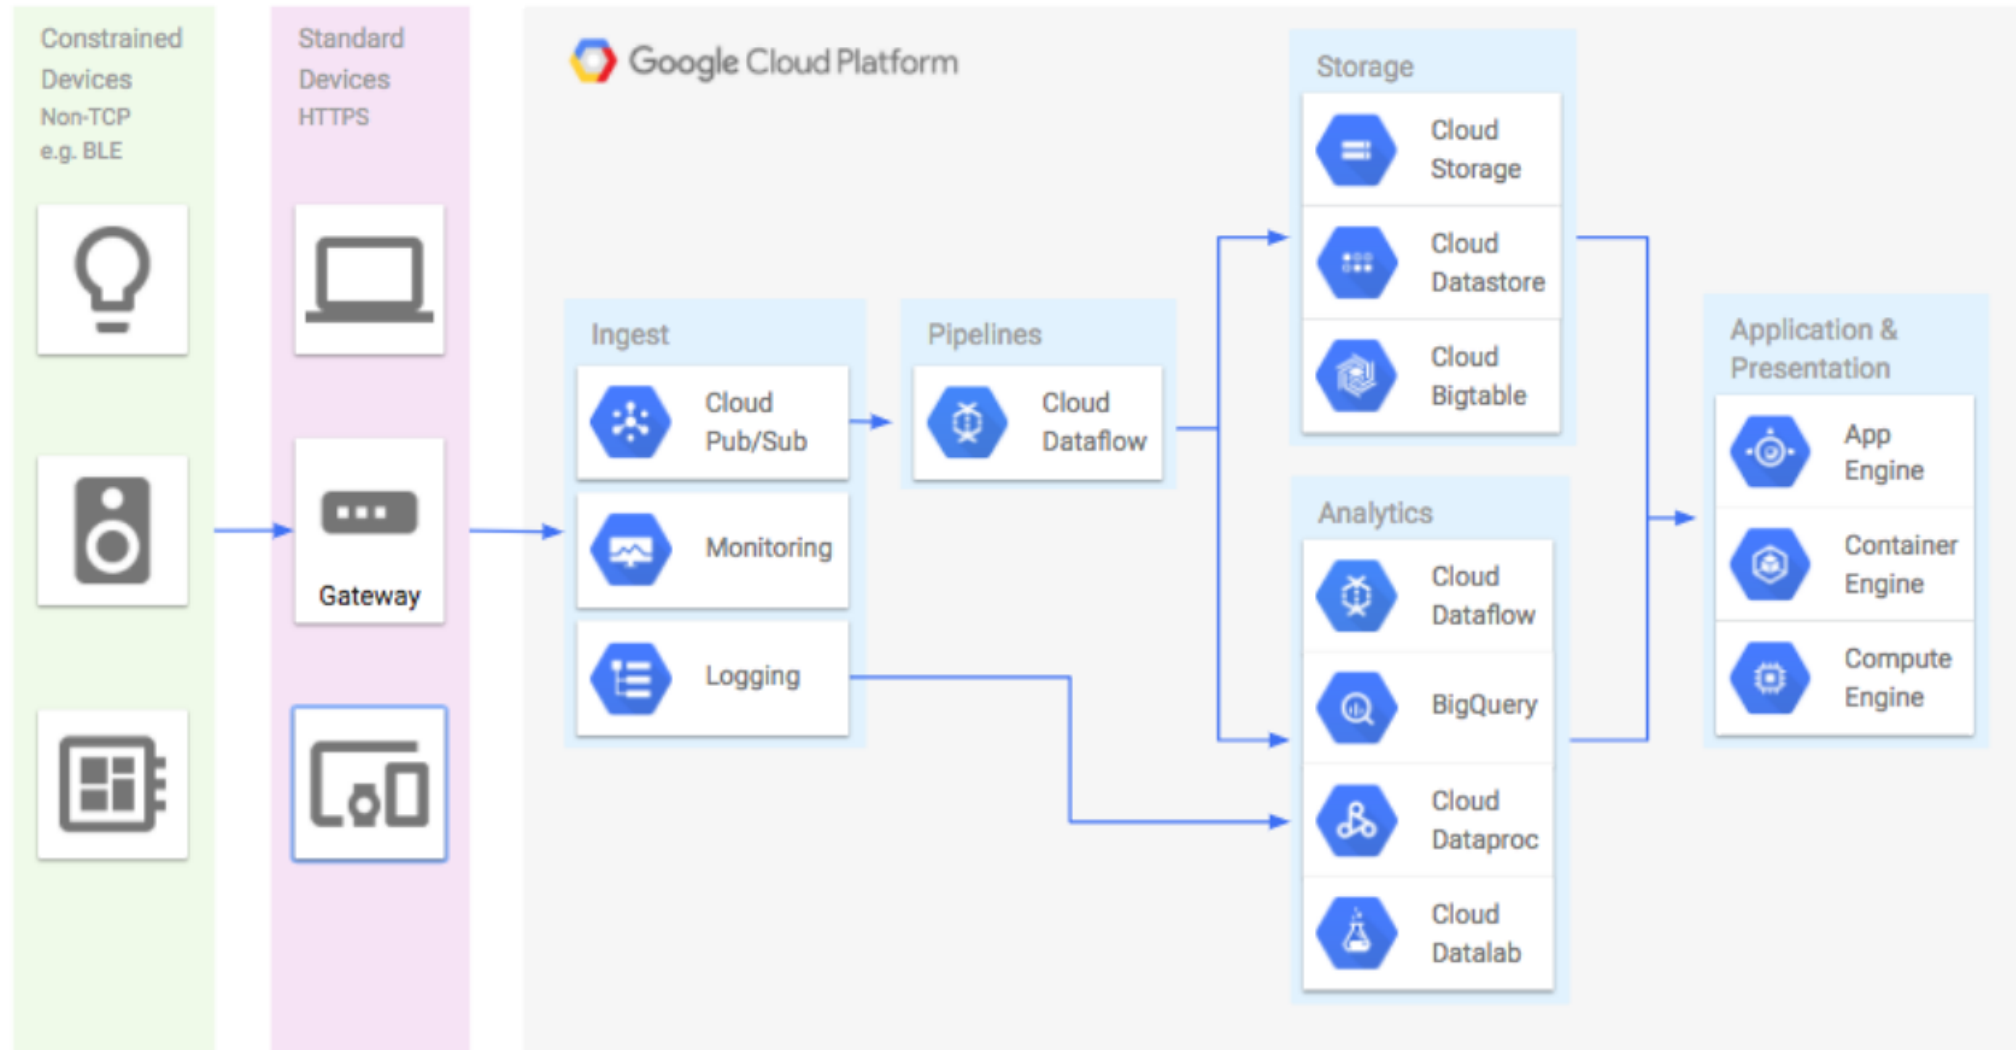 Constrained
Devices
Non-TCP
e.g. BLE
Standard
Devices
HTTPS
Gateway
Google Cloud Platform
Ingest
Cloud
Pub/Sub
Monitoring
Logging
Pipelines
Cloud
Dataflow
Storage
Cloud
Storage
Cloud
Datastore
Cloud
Bigtable
Analytics
Cloud
Dataflow
BigQuery
Cloud
Dataproc
Cloud
Datalab
Application &
Presentation
App
Engine
Container
Engine
Compute
Engine